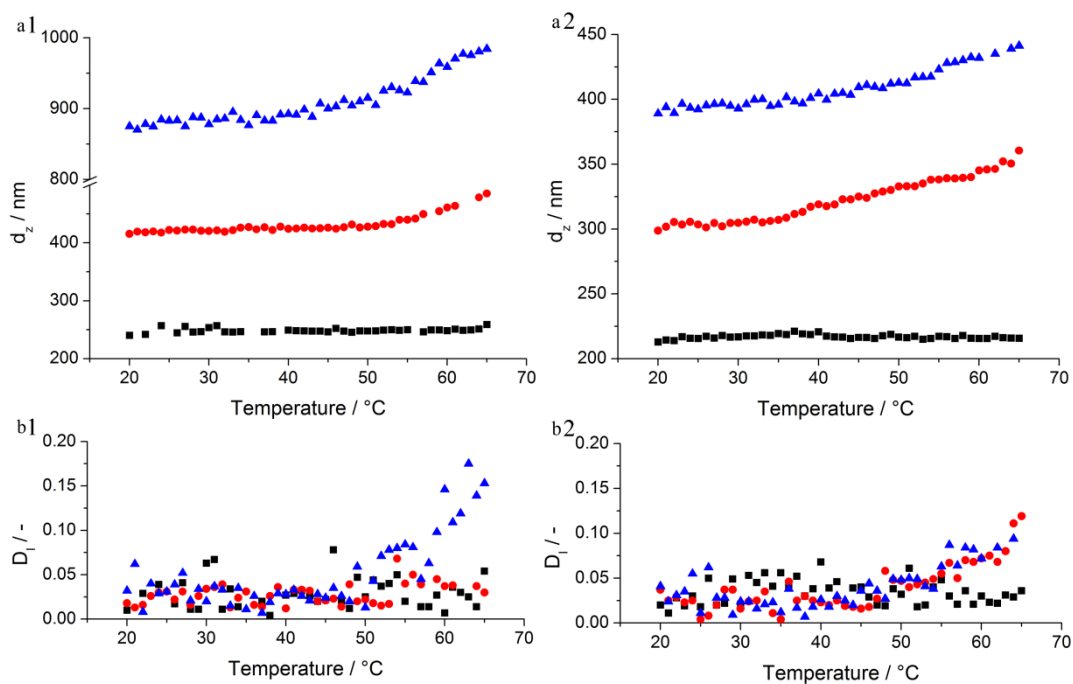 a1
1000
900
800
400
300
200
d_z / nm
20 30 40 50 60 70
Temperature / °C
a2
450
400
350
300
250
200
d_z / nm
20 30 40 50 60 70
Temperature / °C
b1
0.20
0.15
0.10
0.05
0.00
D_I / -
20 30 40 50 60 70
Temperature / °C
b2
0.20
0.15
0.10
0.05
0.00
D_I / -
20 30 40 50 60 70
Temperature / °C